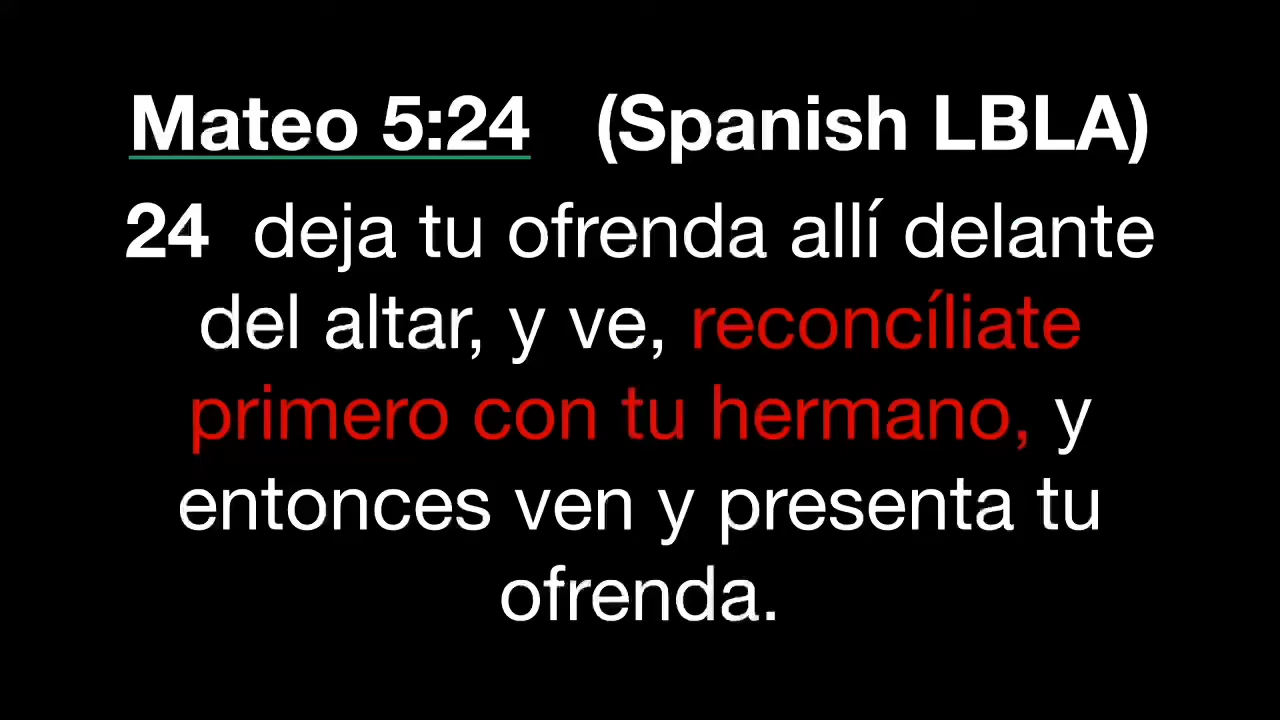 Mateo 5:24 (Spanish LBLA)
24 deja tu ofrenda allí delante
del altar, y ve, reconcíliate
primero con tu hermano, y
entonces ven y presenta tu
ofrenda.